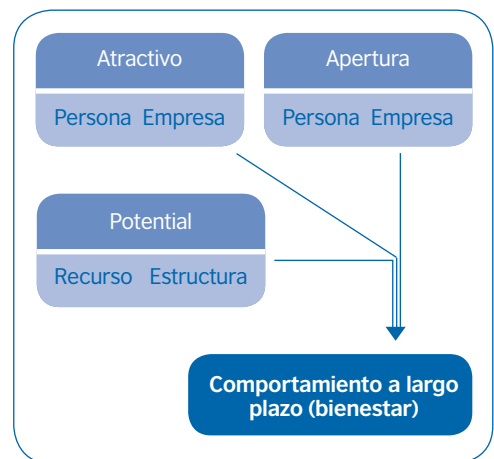 Atractivo
Persona Empresa
Apertura
Persona Empresa
Potential
Recurso Estructura
Comportamiento a largo
plazo (bienestar)